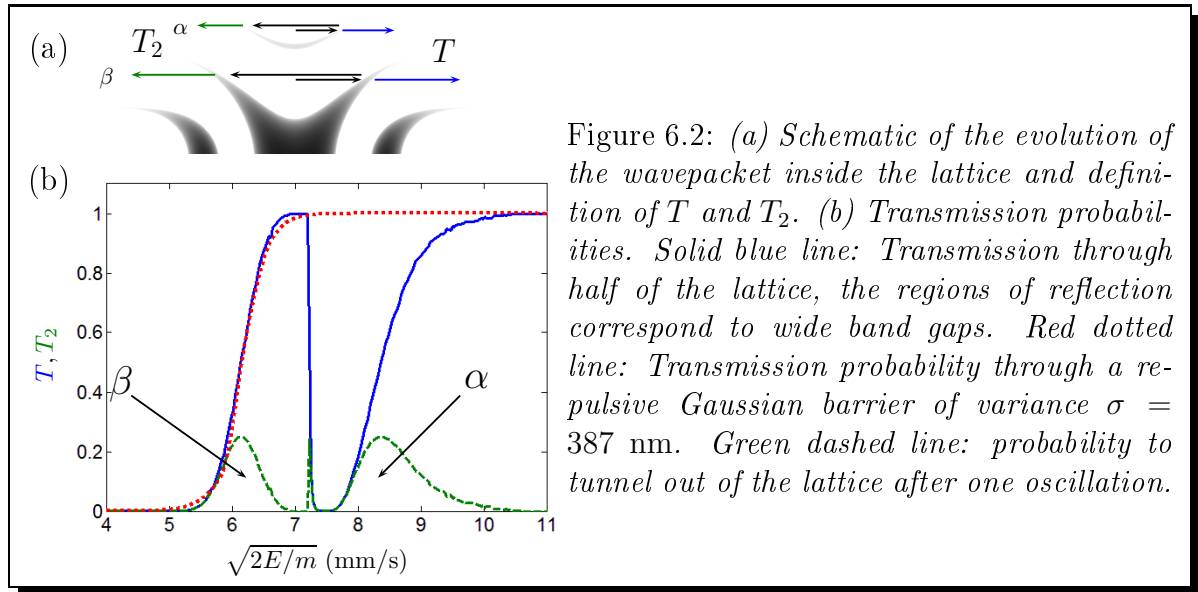 (a)
α
T₂
T
β
(b)
1
0.8
0.6
0.4
0.2
0
T, T₂
β
α
4 5 6 7 8 9 10 11
√2E/m (mm/s)
Figure 6.2: (a) Schematic of the evolution of
the wavepacket inside the lattice and defini-
tion of T and T₂. (b) Transmission probabil-
ities. Solid blue line: Transmission through
half of the lattice, the regions of reflection
correspond to wide band gaps. Red dotted
line: Transmission probability through a re-
pulsive Gaussian barrier of variance σ =
387 nm. Green dashed line: probability to
tunnel out of the lattice after one oscillation.